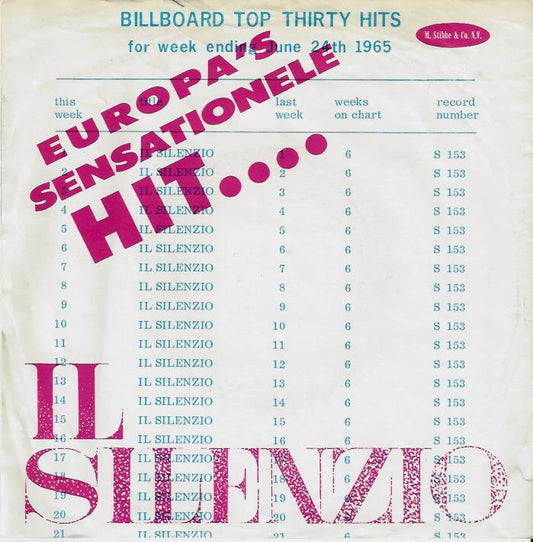 BILLBOARD TOP THIRTY HITS
for week ending June 24th 1965
M. Stibbe & Co. N.V.
EUROPA'S
SENSATIONELE
HIT....
this week title last week weeks on chart record number
IL SILENZIO 1 6 S 153
2 IL SILENZIO 2 6 S 153
3 IL SILENZIO 3 6 S 153
4 IL SILENZIO 4 6 S 153
5 IL SILENZIO 5 6 S 153
6 IL SILENZIO 6 6 S 153
7 IL SILENZIO 7 6 S 153
8 IL SILENZIO 8 6 S 153
9 IL SILENZIO 9 6 S 153
10 IL SILENZIO 10 6 S 153
11 IL SILENZIO 11 6 S 153
12 IL SILENZIO 12 6 S 153
13 IL SILENZIO 13 6 S 153
14 IL SILENZIO 14 6 S 153
15 IL SILENZIO 15 6 S 153
16 IL SILENZIO 16 6 S 153
17 IL SILENZIO 17 6 S 153
18 IL SILENZIO 18 6 S 153
19 IL SILENZIO 19 6 S 153
20 IL SILENZIO 20 6 S 153
21 IL SILENZIO 21 6 S 153
IL
SILENZIO